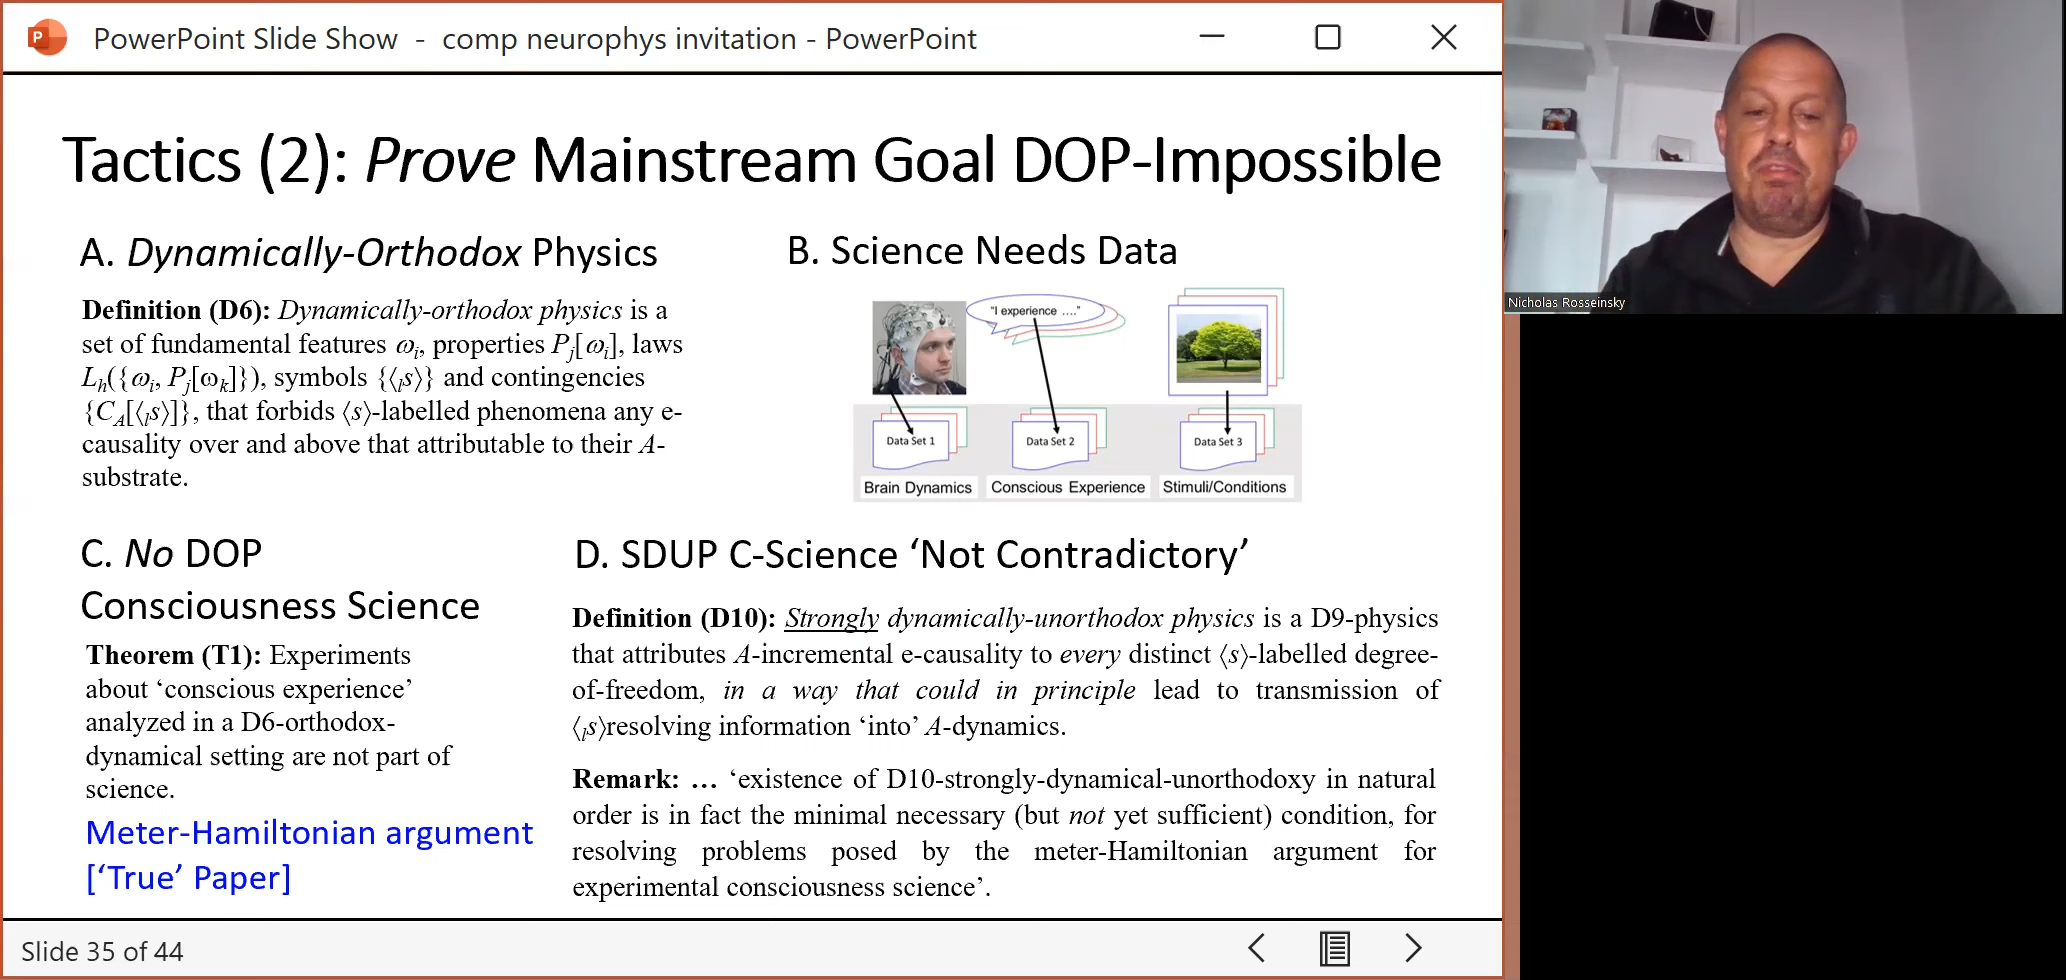 PowerPoint Slide Show - comp neurophys invitation - PowerPoint
Tactics (2): Prove Mainstream Goal DOP-Impossible
A. Dynamically-Orthodox Physics
Definition (D6): Dynamically-orthodox physics is a
set of fundamental features ωi, properties Pj[ωi], laws
Lh({ωi, Pj[ωk]}), symbols {⟨ls⟩} and contingencies
{CA[⟨ls⟩]}, that forbids ⟨s⟩-labelled phenomena any e-
causality over and above that attributable to their A-
substrate.
B. Science Needs Data
"I experience ...."
Data Set 1
Data Set 2
Data Set 3
Brain Dynamics
Conscious Experience
Stimuli/Conditions
C. No DOP
Consciousness Science
Theorem (T1): Experiments
about ‘conscious experience’
analyzed in a D6-orthodox-
dynamical setting are not part of
science.
Meter-Hamiltonian argument
[‘True’ Paper]
D. SDUP C-Science ‘Not Contradictory’
Definition (D10): Strongly dynamically-unorthodox physics is a D9-physics
that attributes A-incremental e-causality to every distinct ⟨s⟩-labelled degree-
of-freedom, in a way that could in principle lead to transmission of
⟨ls⟩resolving information ‘into’ A-dynamics.
Remark: … ‘existence of D10-strongly-dynamical-unorthodoxy in natural
order is in fact the minimal necessary (but not yet sufficient) condition, for
resolving problems posed by the meter-Hamiltonian argument for
experimental consciousness science’.
Slide 35 of 44
Nicholas Rosseinsky